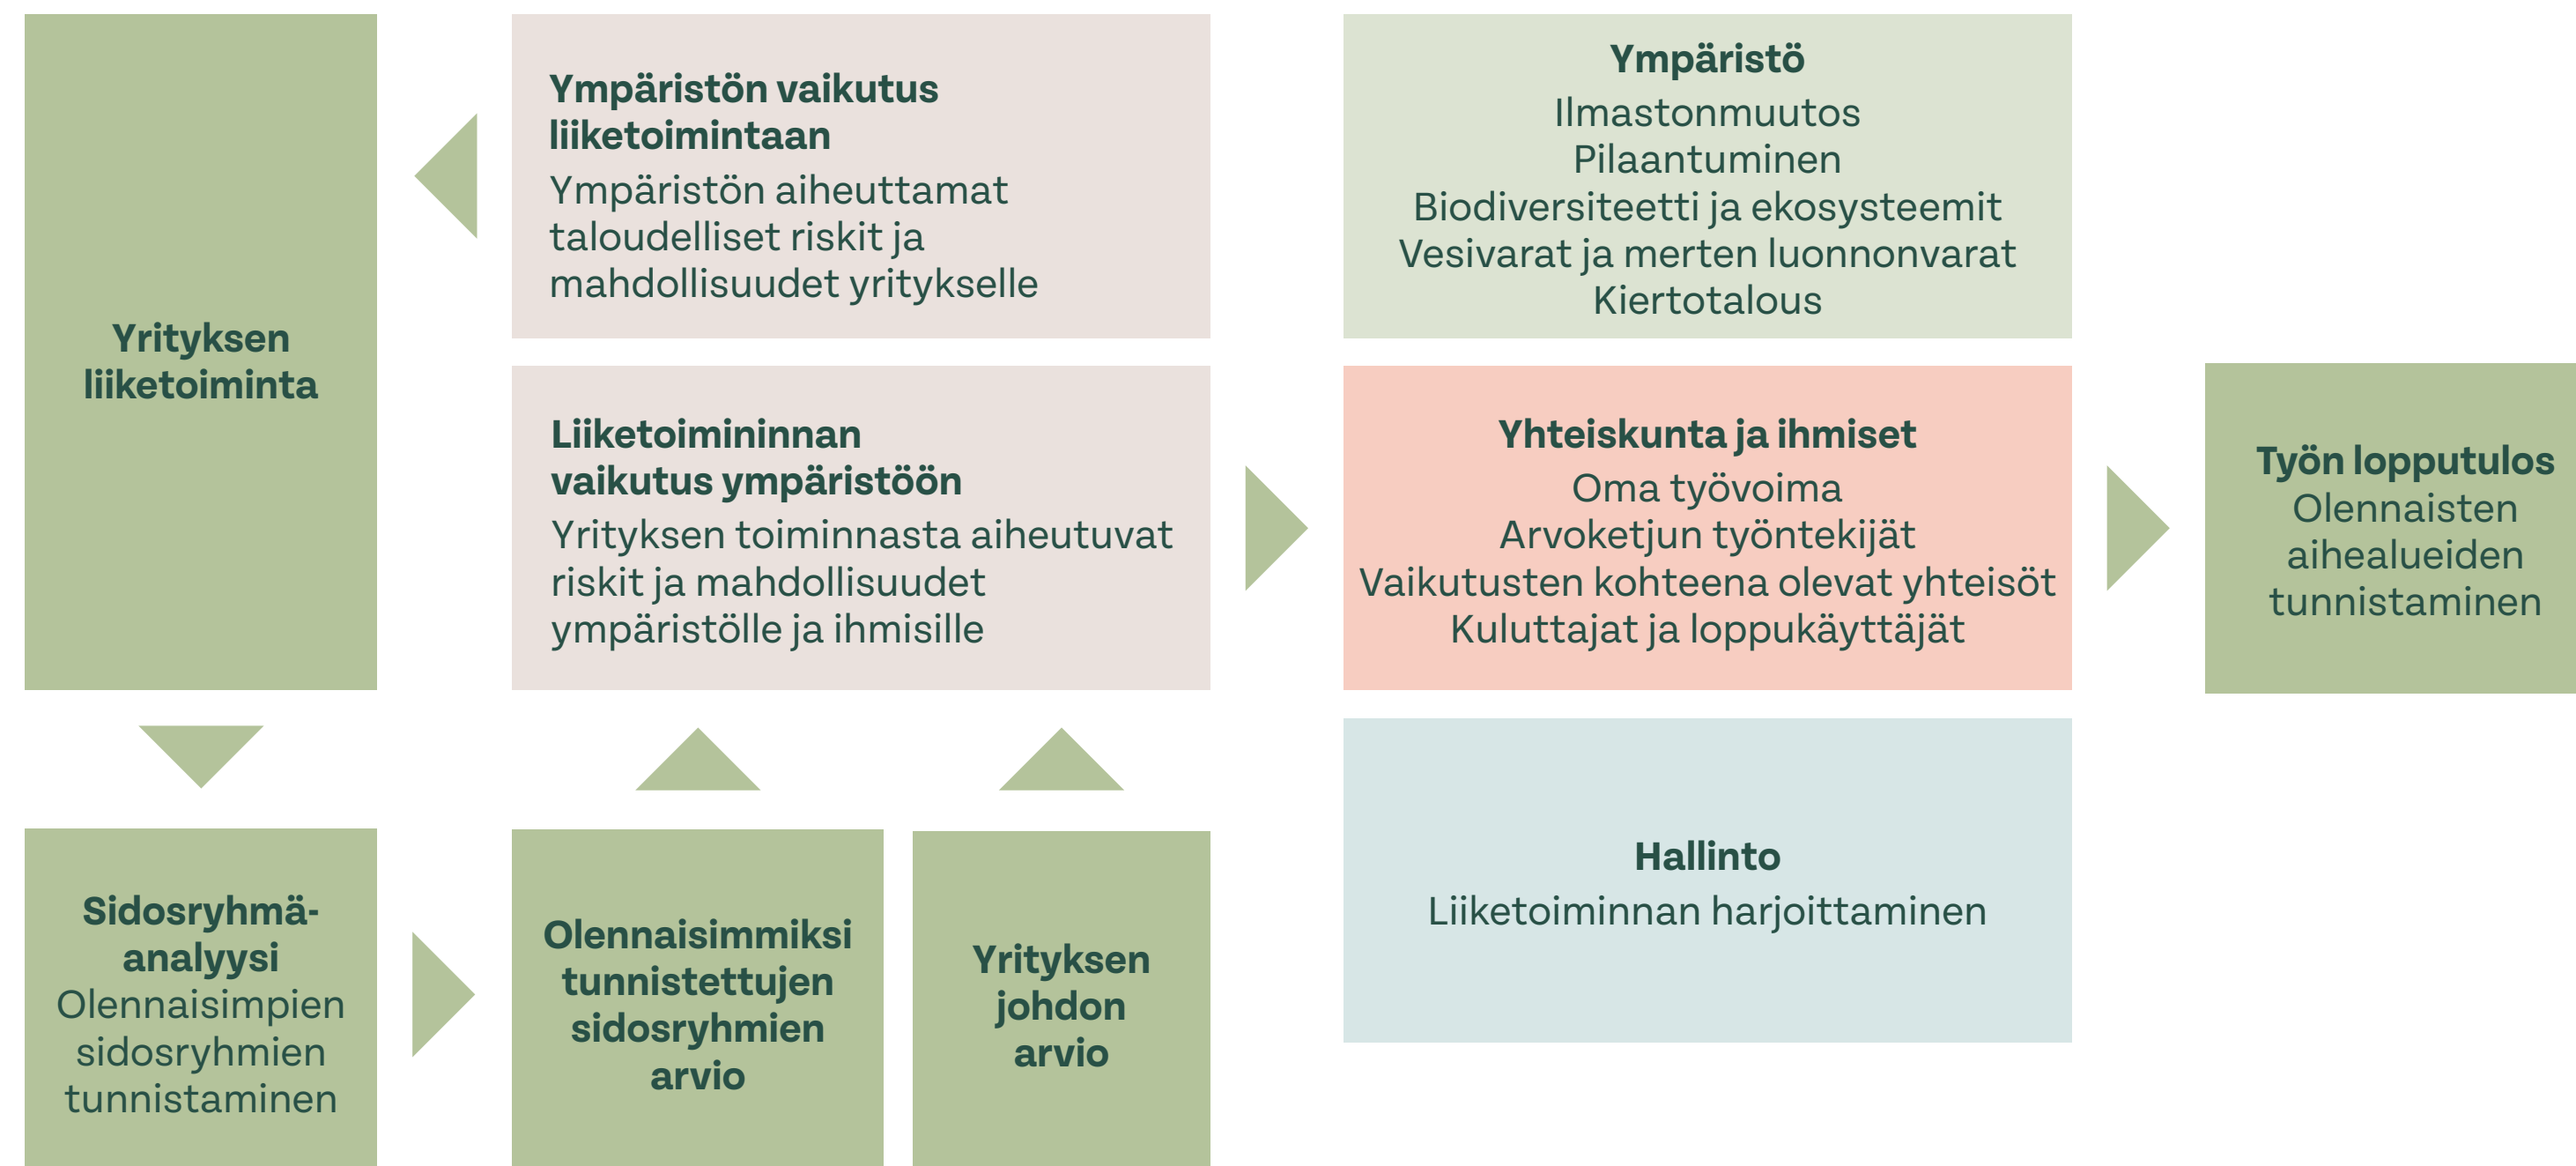 Yrityksen
liiketoiminta
Ympäristön vaikutus
liiketoimintaan
Ympäristön aiheuttamat
taloudelliset riskit ja
mahdollisuudet yritykselle
Liiketoimininnan
vaikutus ympäristöön
Yrityksen toiminnasta aiheutuvat
riskit ja mahdollisuudet
ympäristölle ja ihmisille
Ympäristö
Ilmastonmuutos
Pilaantuminen
Biodiversiteetti ja ekosysteemit
Vesivarat ja merten luonnonvarat
Kiertotalous
Yhteiskunta ja ihmiset
Oma työvoima
Arvoketjun työntekijät
Vaikutusten kohteena olevat yhteisöt
Kuluttajat ja loppukäyttäjät
Hallinto
Liiketoiminnan harjoittaminen
Työn lopputulos
Olennaisten
aihealueiden
tunnistaminen
Sidosryhmä-
analyysi
Olennaisimpien
sidosryhmien
tunnistaminen
Olennaisimmiksi
tunnistettujen
sidosryhmien
arvio
Yrityksen
johdon
arvio